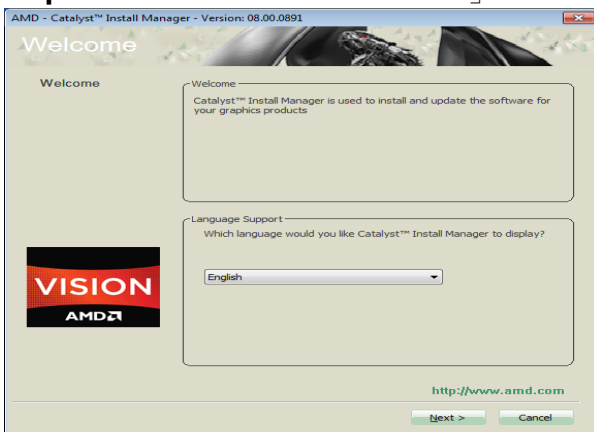 AMD - Catalyst™ Install Manager - Version: 08.00.0891
Welcome
Welcome
Welcome
Catalyst™ Install Manager is used to install and update the software for
your graphics products
Language Support
Which language would you like Catalyst™ Install Manager to display?
English
VISION
AMD
http://www.amd.com
Next >
Cancel